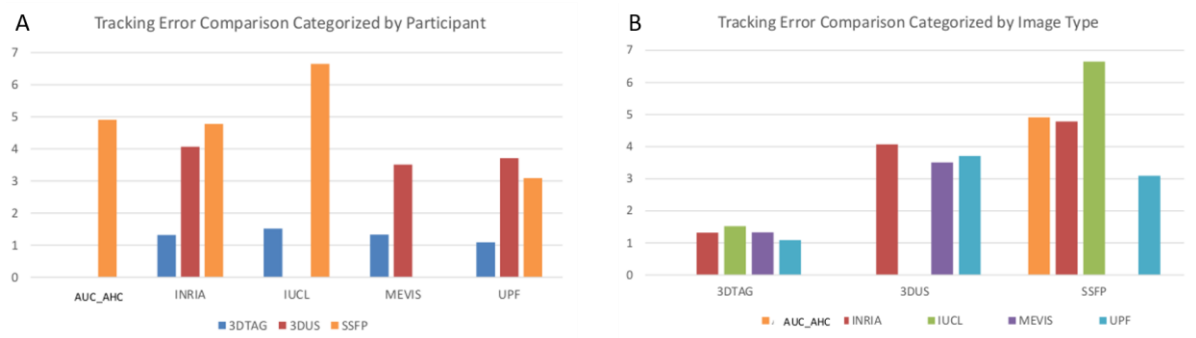 A
Tracking Error Comparison Categorized by Participant
7
6
5
4
3
2
1
0
AUC_AHC INRIA IUCL MEVIS UPF
3DTAG 3DUS SSFP
B
Tracking Error Comparison Categorized by Image Type
7
6
5
4
3
2
1
0
3DTAG 3DUS SSFP
AUC_AHC INRIA IUCL MEVIS UPF